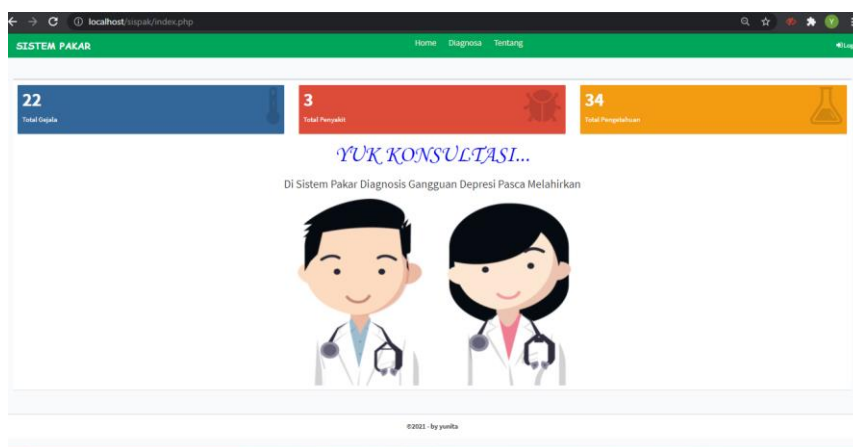 localhost/sispak/index.php
Y
SISTEM PAKAR
Home Diagnosa Tentang
22
Total Gejala
3
Total Penyakit
34
Total Pengetahuan
YUK KONSULTASI...
Di Sistem Pakar Diagnosis Gangguan Depresi Pasca Melahirkan
©2021 - by yunita